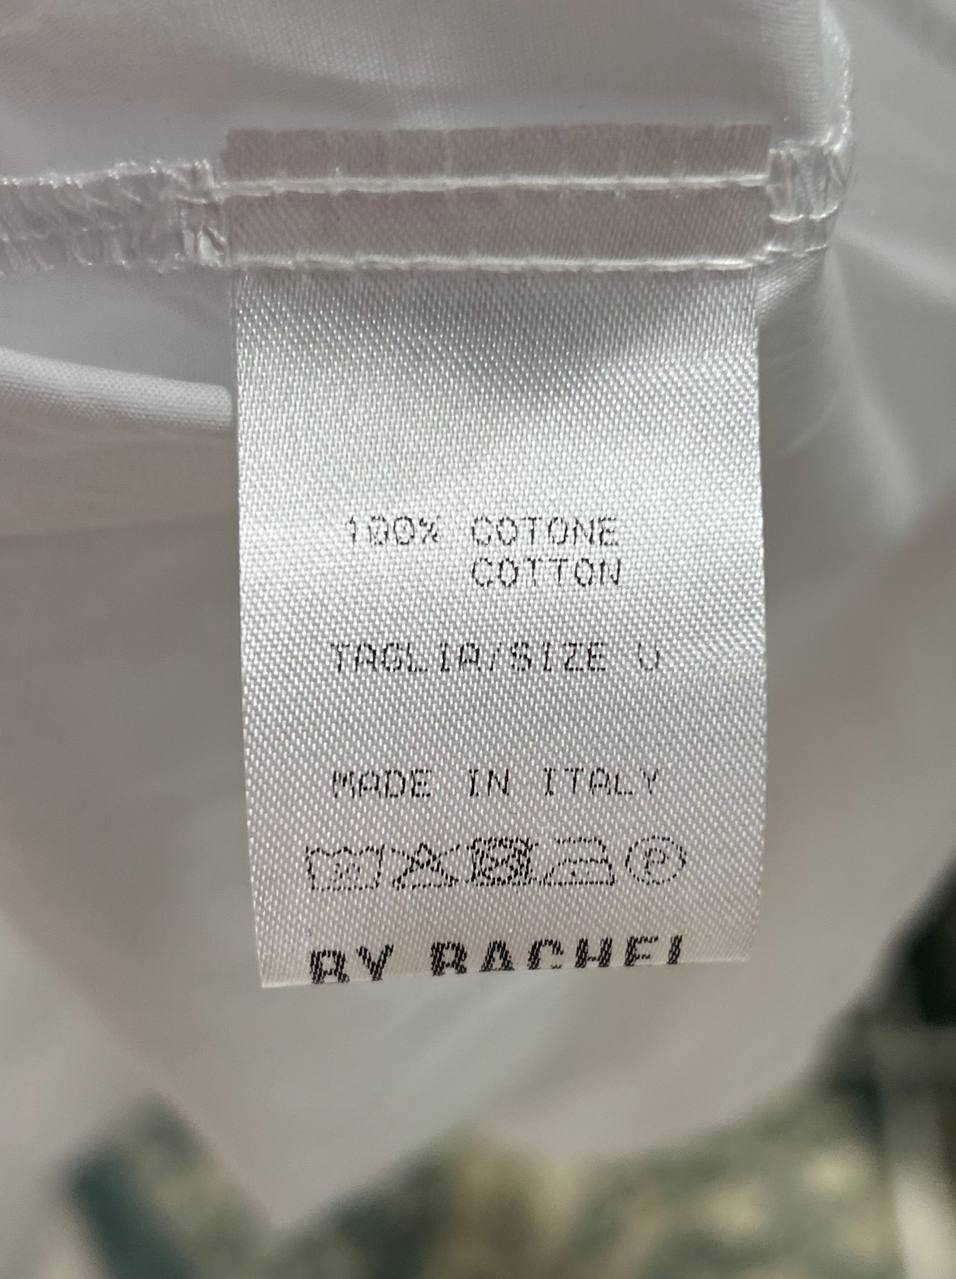 100% COTONE
COTTON
TAGLIA/SIZE U
MADE IN ITALY
P
BY RACHEL